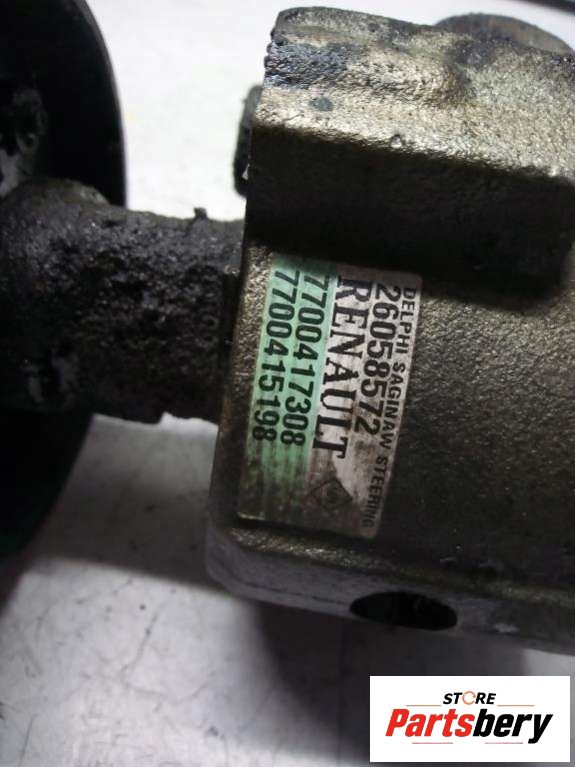 DELPHI SAGINAW STEERING
26058572
RENAULT
7700417308
7700415198
STORE
Partsbery